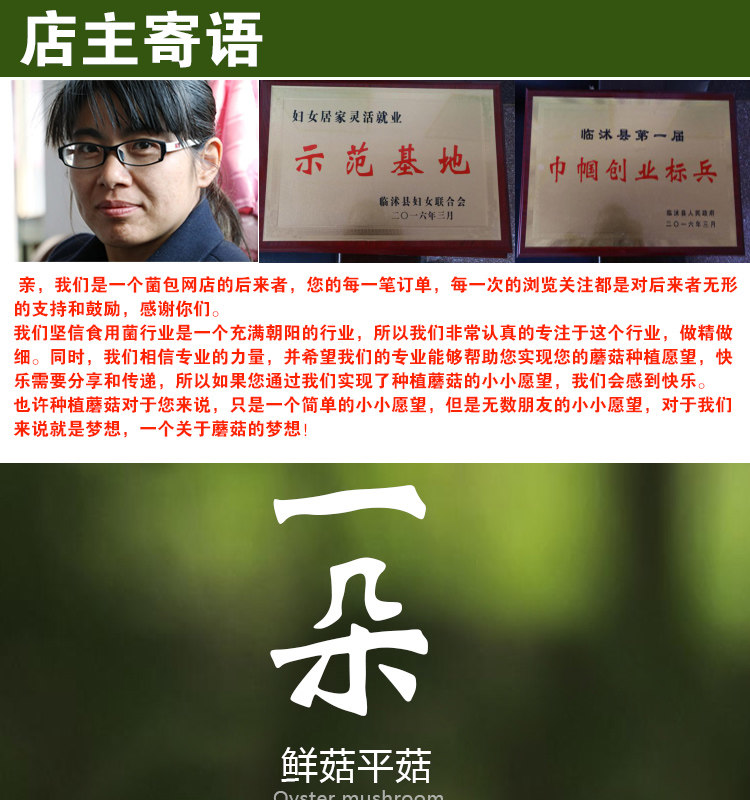 店主寄语
妇女居家灵活就业
示范基地
临沭县妇女联合会
二〇一六年三月
临沭县第一届
巾帼创业标兵
临沭县人民政府
二〇一六年三月
亲，我们是一个菌包网店的后来者，您的每一笔订单，每一次的浏览关注都是对后来者无形
的支持和鼓励，感谢你们。
我们坚信食用菌行业是一个充满朝阳的行业，所以我们非常认真的专注于这个行业，做精做
细。同时，我们相信专业的力量，并希望我们的专业能够帮助您实现您的蘑菇种植愿望，快
乐需要分享和传递，所以如果您通过我们实现了种植蘑菇的小小愿望，我们会感到快乐。
也许种植蘑菇对于您来说，只是一个简单的小小愿望，但是无数朋友的小小愿望，对于我们
来说就是梦想，一个关于蘑菇的梦想！
一
朵
鲜菇平菇
Oyster mushroom